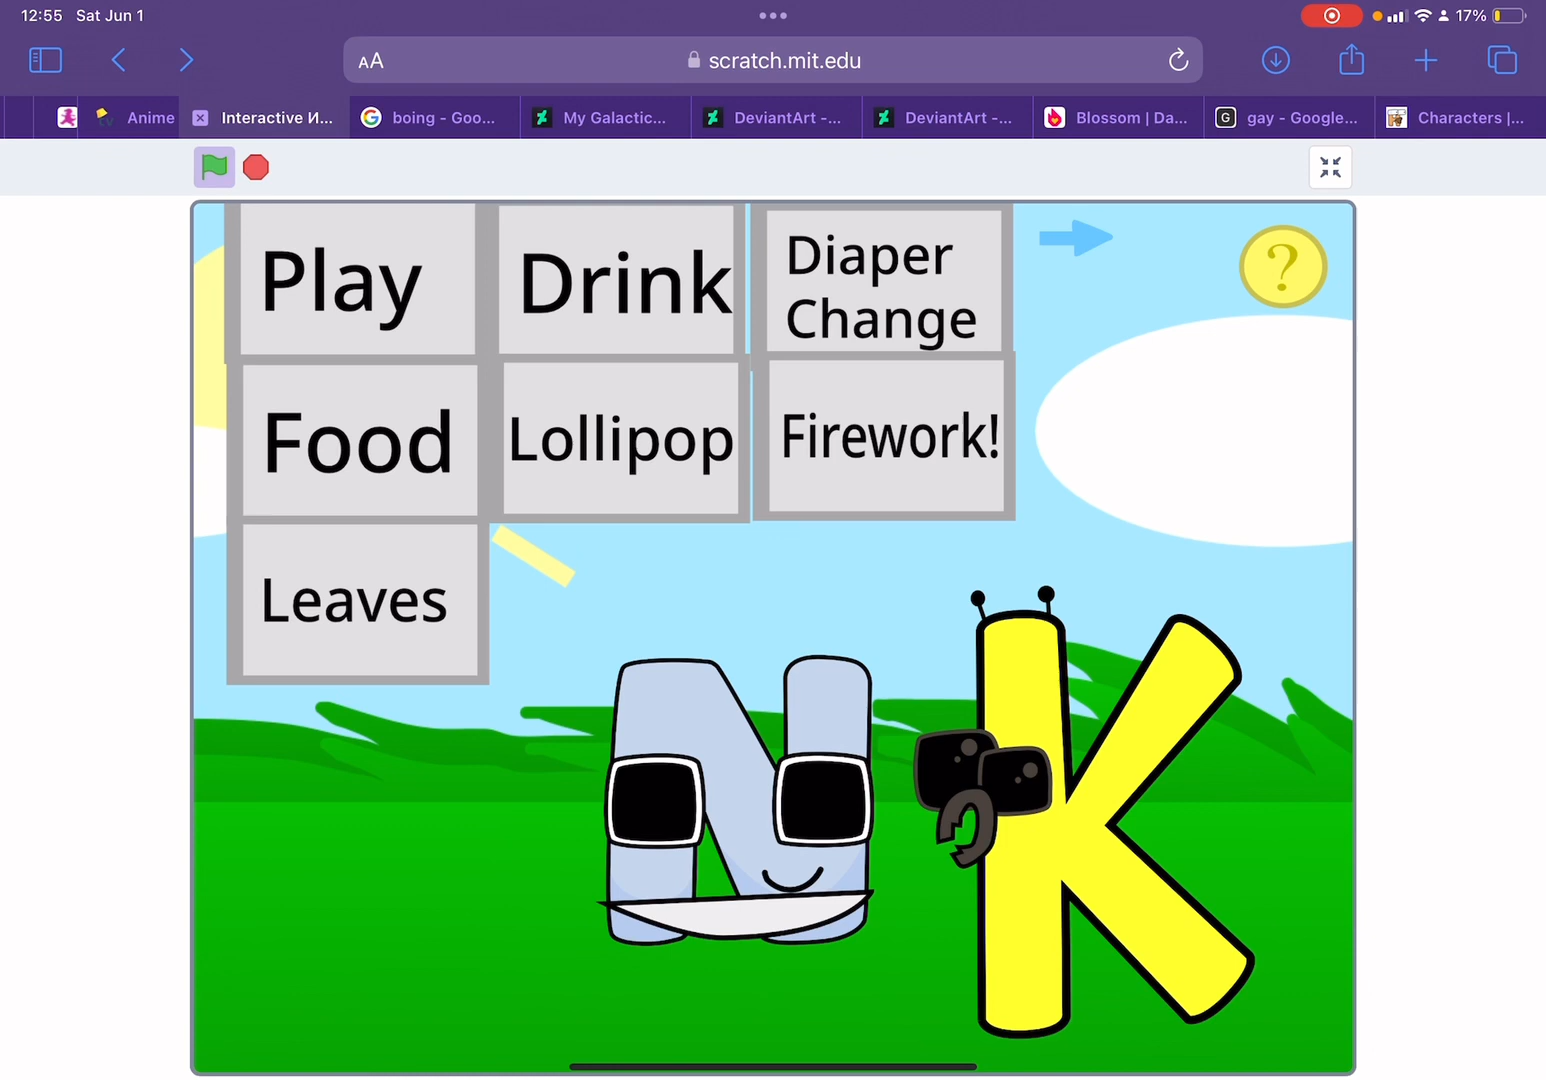 12:55 Sat Jun 1
17%
AA
scratch.mit.edu
Anime
Interactive И...
boing - Goo...
My Galactic...
DeviantArt -...
DeviantArt -...
Blossom | Da...
G
gay - Google...
Characters |...
Play
Drink
Diaper
Change
?
Food
Lollipop
Firework!
Leaves
N
K